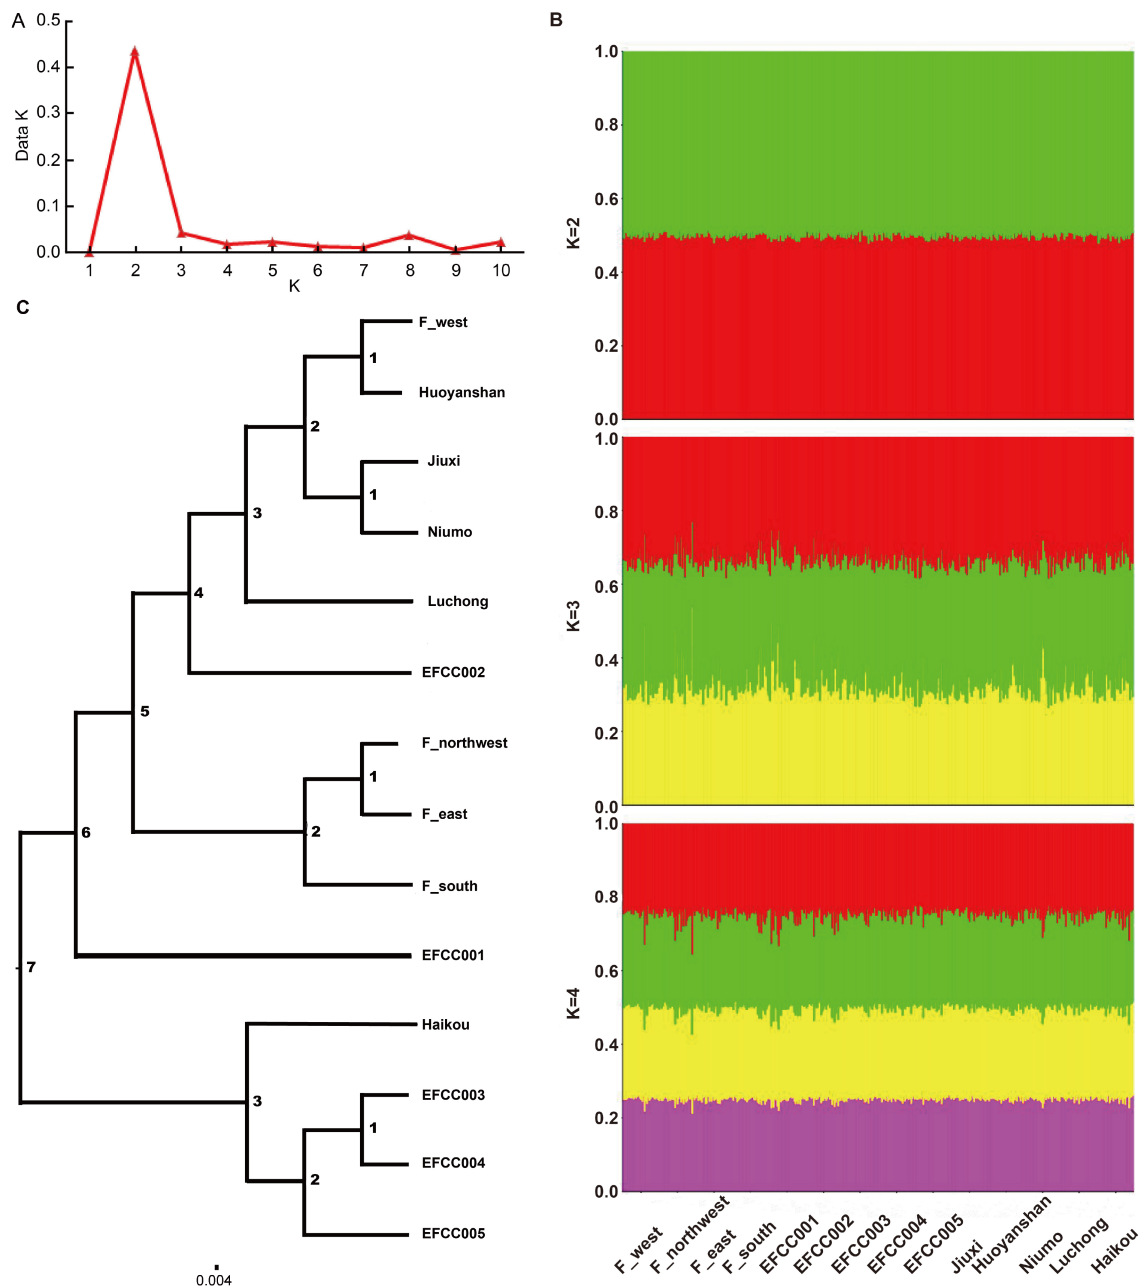 A
0.5
0.4
0.3
0.2
0.1
0.0
Data K
1 2 3 4 5 6 7 8 9 10
K
B
1.0
0.8
0.6
0.4
0.2
0.0
K=2
1.0
0.8
0.6
0.4
0.2
0.0
K=3
1.0
0.8
0.6
0.4
0.2
0.0
K=4
F_west F_northwest F_east F_south EFCC001 EFCC002 EFCC003 EFCC004 EFCC005 Jiuxi Huoyanshan Niumo Luchong Haikou
C
F_west
1
Huoyanshan
2
Jiuxi
1
Niumo
3
Luchong
4
EFCC002
5
F_northwest
1
F_east
2
F_south
6
EFCC001
7
Haikou
3
EFCC003
1
EFCC004
2
EFCC005
0.004